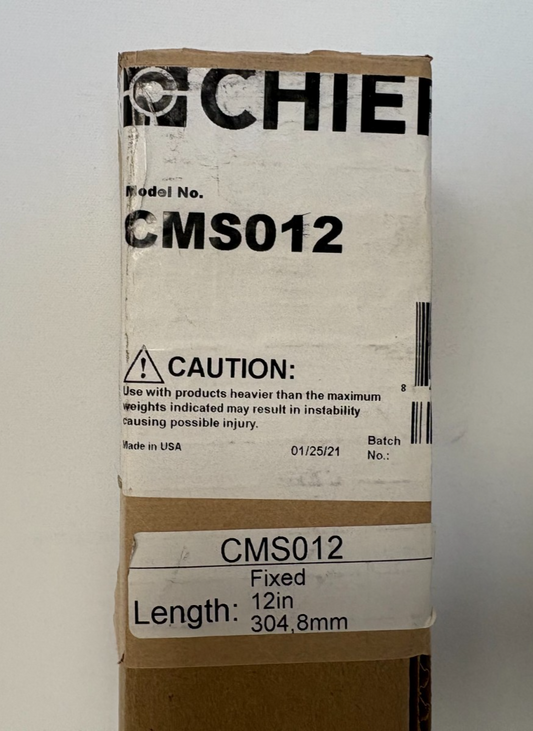 CHIEF
Model No.
CMS012
CAUTION:
Use with products heavier than the maximum
weights indicated may result in instability
causing possible injury.
8
Made in USA
01/25/21
Batch
No.:
CMS012
Fixed
Length: 12in
304,8mm